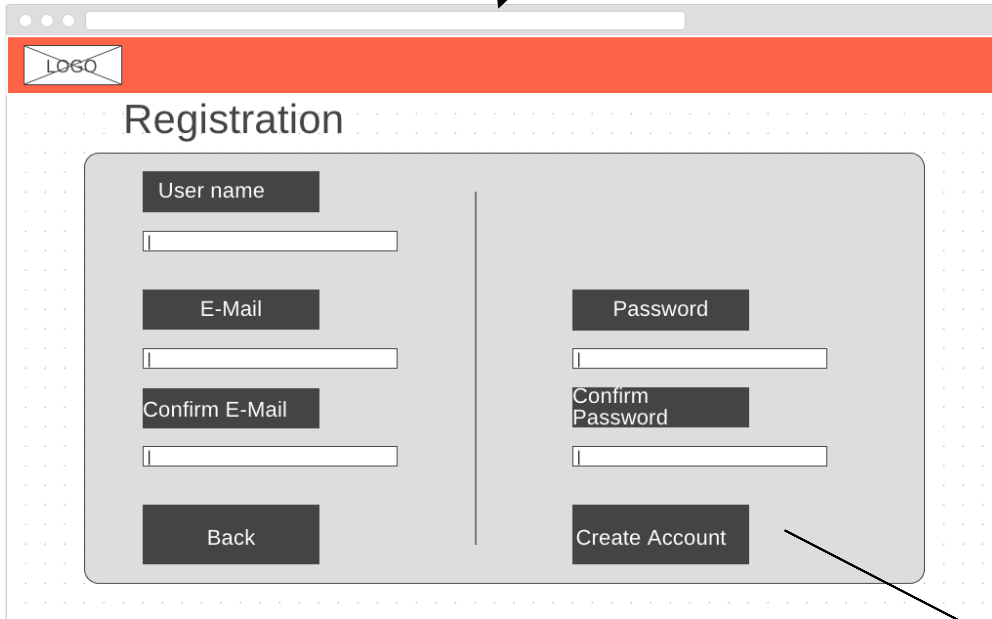 LOGO
Registration
User name
E-Mail
Confirm E-Mail
Back
Password
Confirm
Password
Create Account